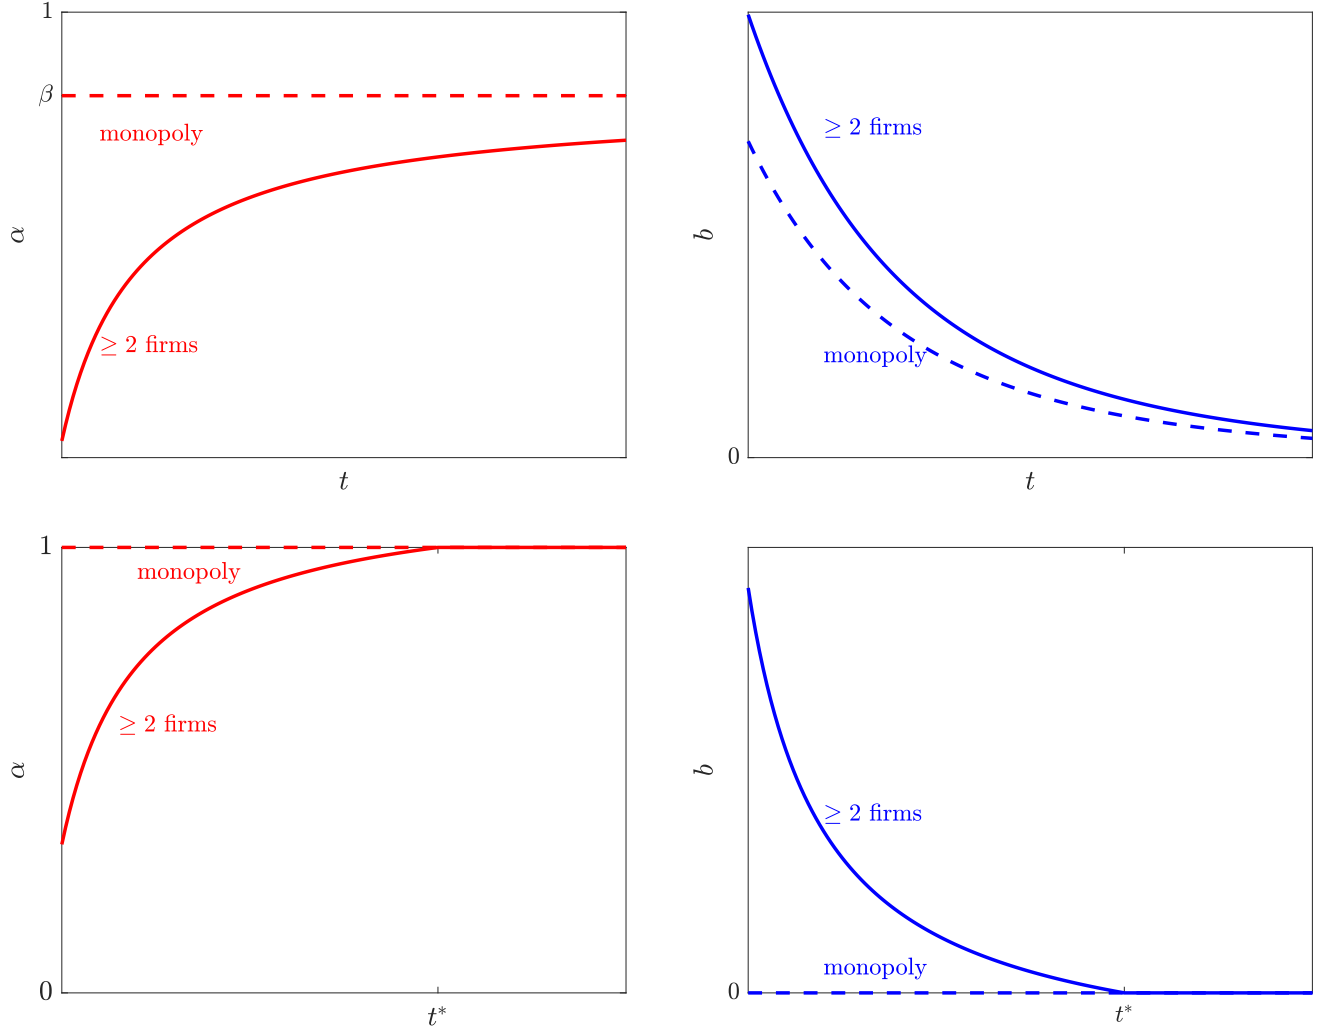 1
β
monopoly
α
≥ 2 firms
t
≥ 2 firms
b
monopoly
0
t
1
monopoly
≥ 2 firms
α
0
t*
b
≥ 2 firms
monopoly
0
t*